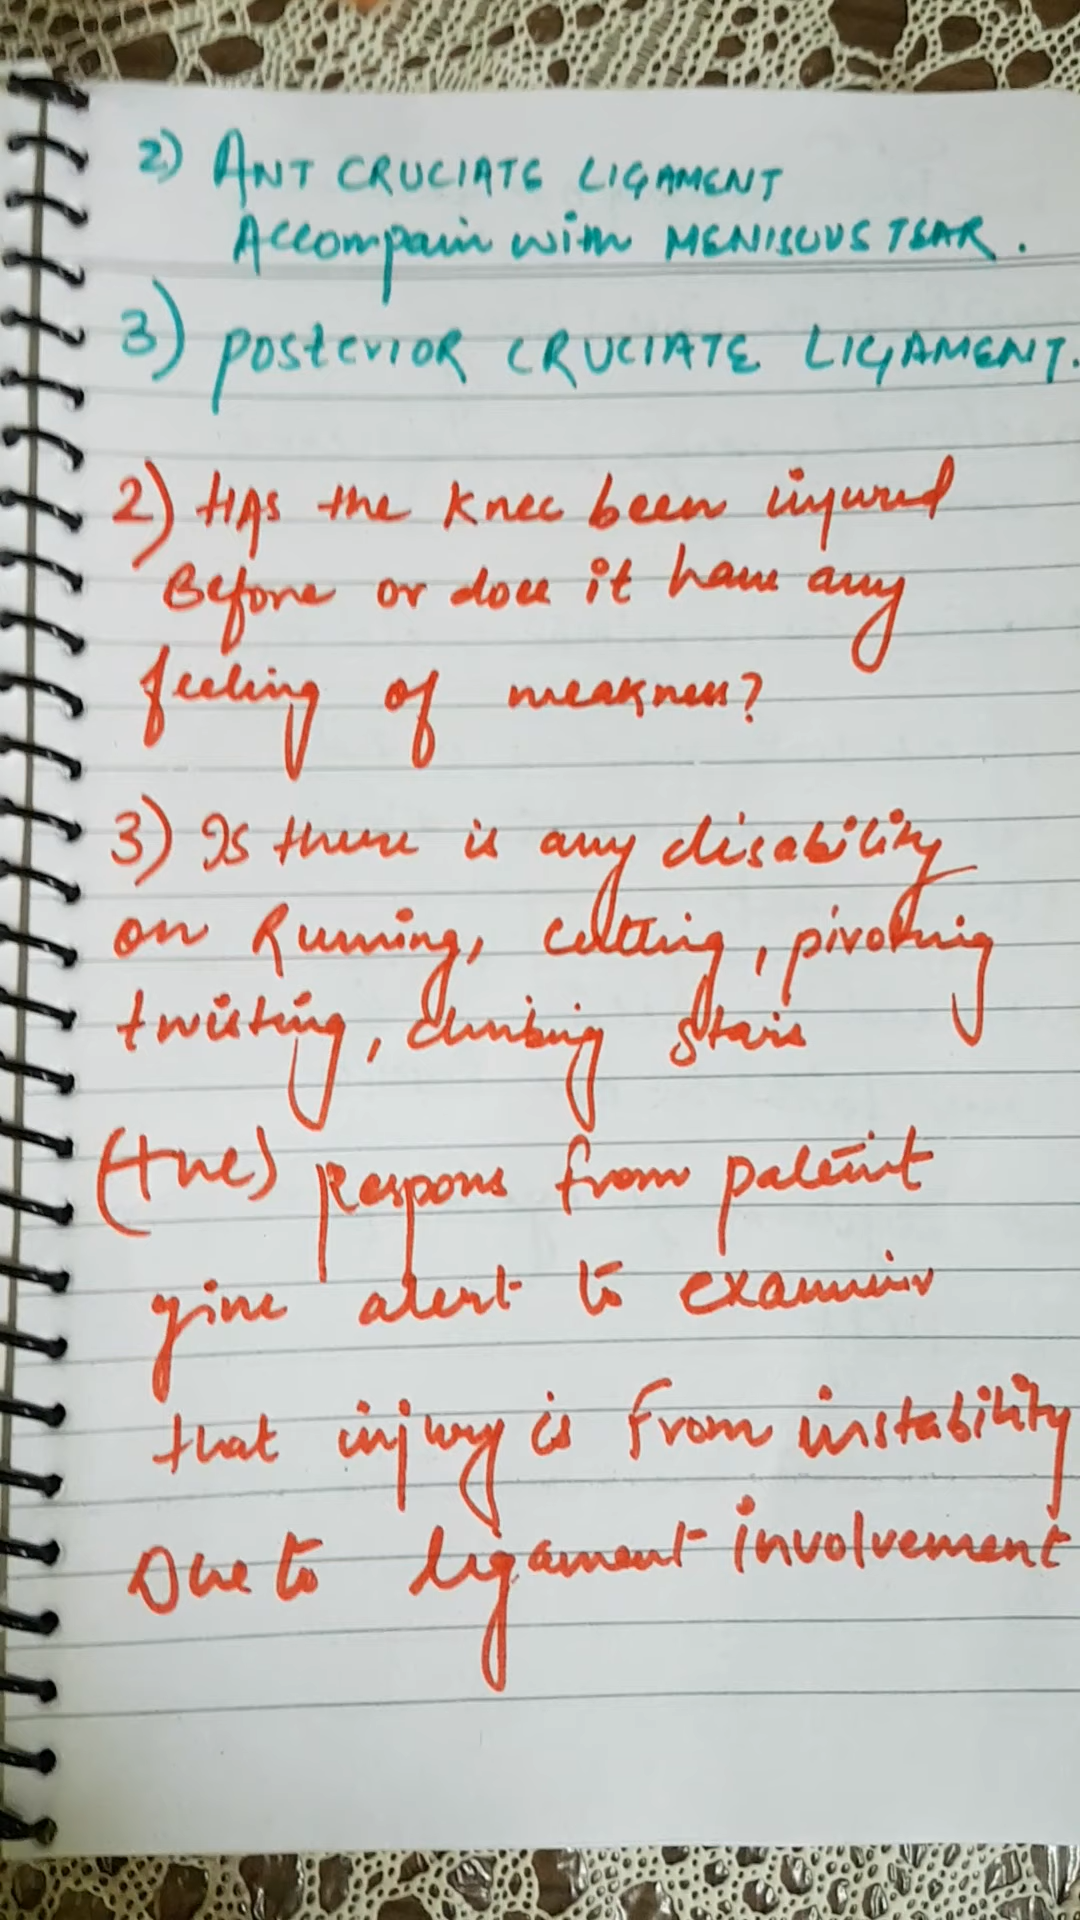 2) ANT CRUCIATE LIGAMENT
Accompain with MENISCUS TEAR.
3) Posterior CRUCIATE LIGAMENT.
2) HAs the knee been injured
Before or does it have any
feeling of weakness?
3) Is there is any disability
on Running, cutting, pivoting
twisting, climbing stairs
(+ve) Respons from patient
give alert to examiner
that injury is from instability
Due to ligament involvement